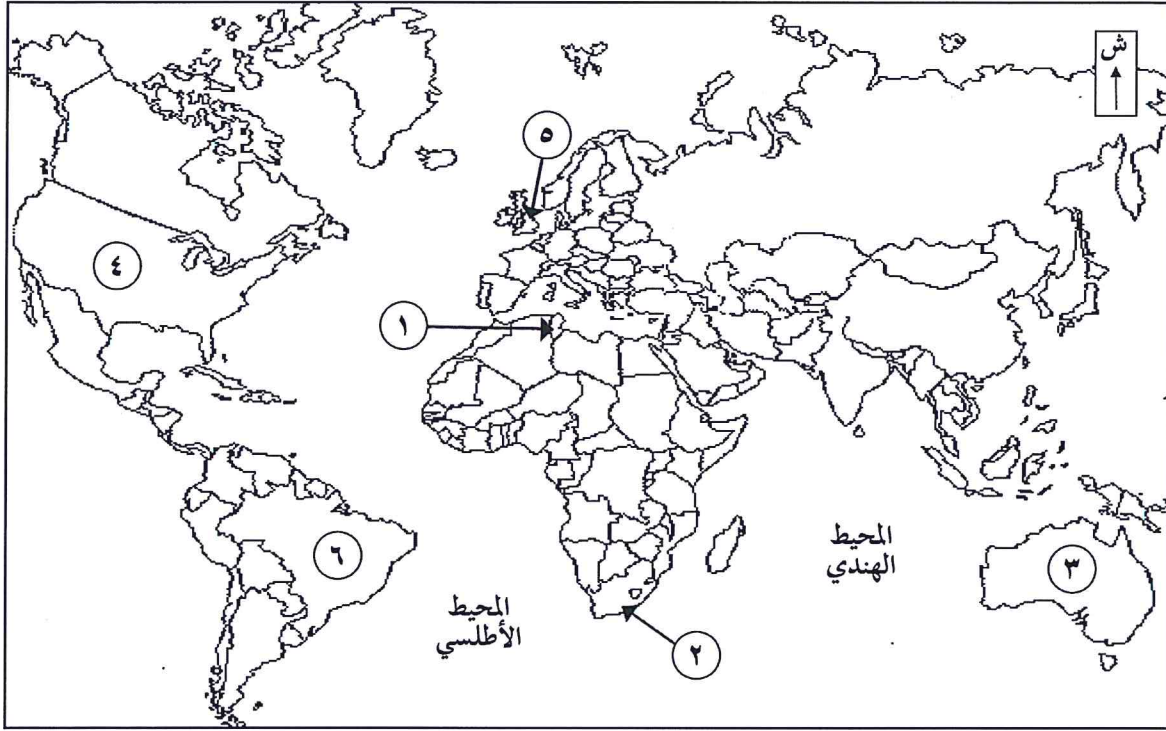 ش
٥
٤
١
المحيط
الهندي
٣
٦
المحيط
الأطلسي
٢